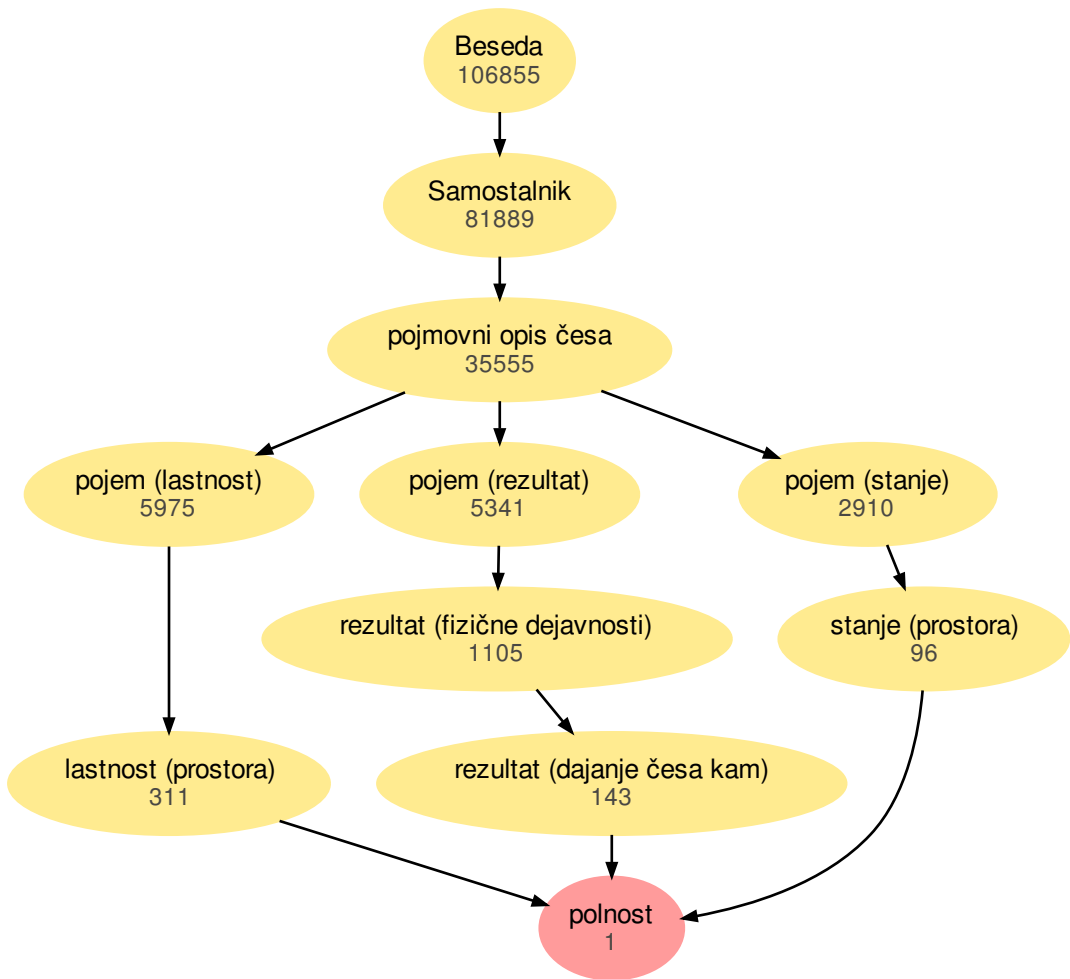 Beseda
106855
Samostalnik
81889
pojmovni opis česa
35555
pojem (lastnost)
5975
pojem (rezultat)
5341
pojem (stanje)
2910
rezultat (fizične dejavnosti)
1105
stanje (prostora)
96
lastnost (prostora)
311
rezultat (dajanje česa kam)
143
polnost
1